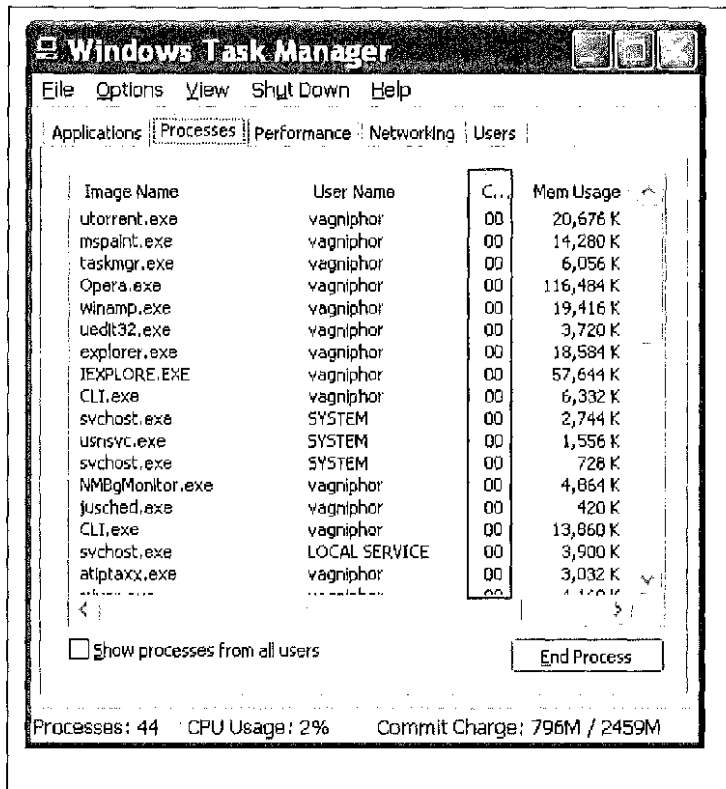 Windows Task Manager
File Options View Shut Down Help
Applications Processes Performance Networking Users
Image Name User Name C... Mem Usage
utorrent.exe vagniphor 00 20,676 K
mspaint.exe vagniphor 00 14,280 K
taskmgr.exe vagniphor 00 6,056 K
Opera.exe vagniphor 00 116,484 K
winamp.exe vagniphor 00 19,416 K
uedit32.exe vagniphor 00 3,720 K
explorer.exe vagniphor 00 18,584 K
IEXPLORE.EXE vagniphor 00 57,644 K
CLI.exe vagniphor 00 6,332 K
svchost.exe SYSTEM 00 2,744 K
usnsvc.exe SYSTEM 00 1,556 K
svchost.exe SYSTEM 00 728 K
NMBgMonitor.exe vagniphor 00 4,864 K
jusched.exe vagniphor 00 420 K
CLI.exe vagniphor 00 13,860 K
svchost.exe LOCAL SERVICE 00 3,900 K
atiptaxx.exe vagniphor 00 3,032 K
Show processes from all users
End Process
Processes: 44 CPU Usage: 2% Commit Charge: 796M / 2459M